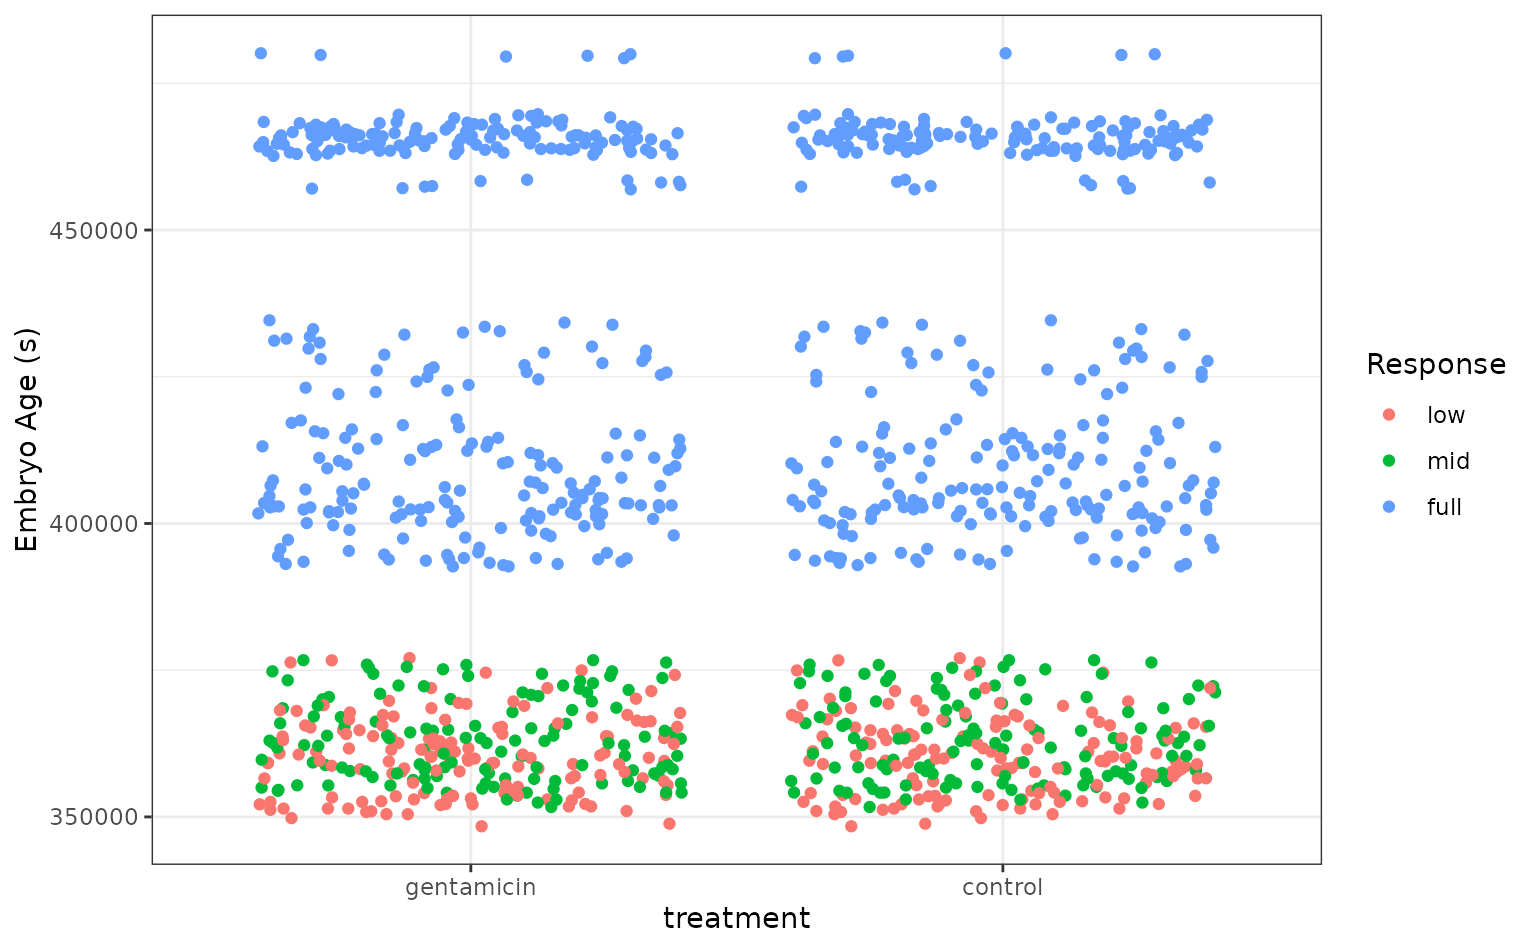 Embryo Age (s)
450000
400000
350000
gentamicin
control
treatment
Response
low
mid
full